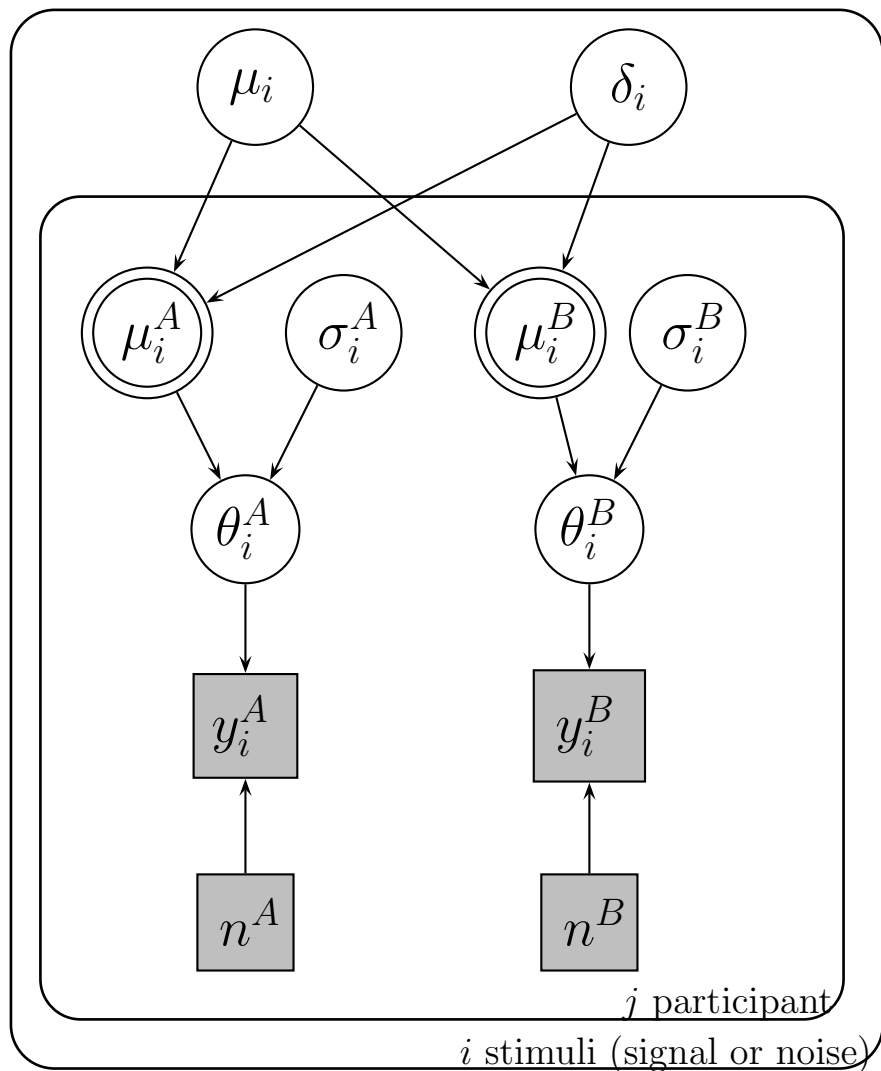 μ_i δ_i
μ_i^A σ_i^A μ_i^B σ_i^B
θ_i^A θ_i^B
y_i^A y_i^B
n^A n^B
j participant
i stimuli (signal or noise)